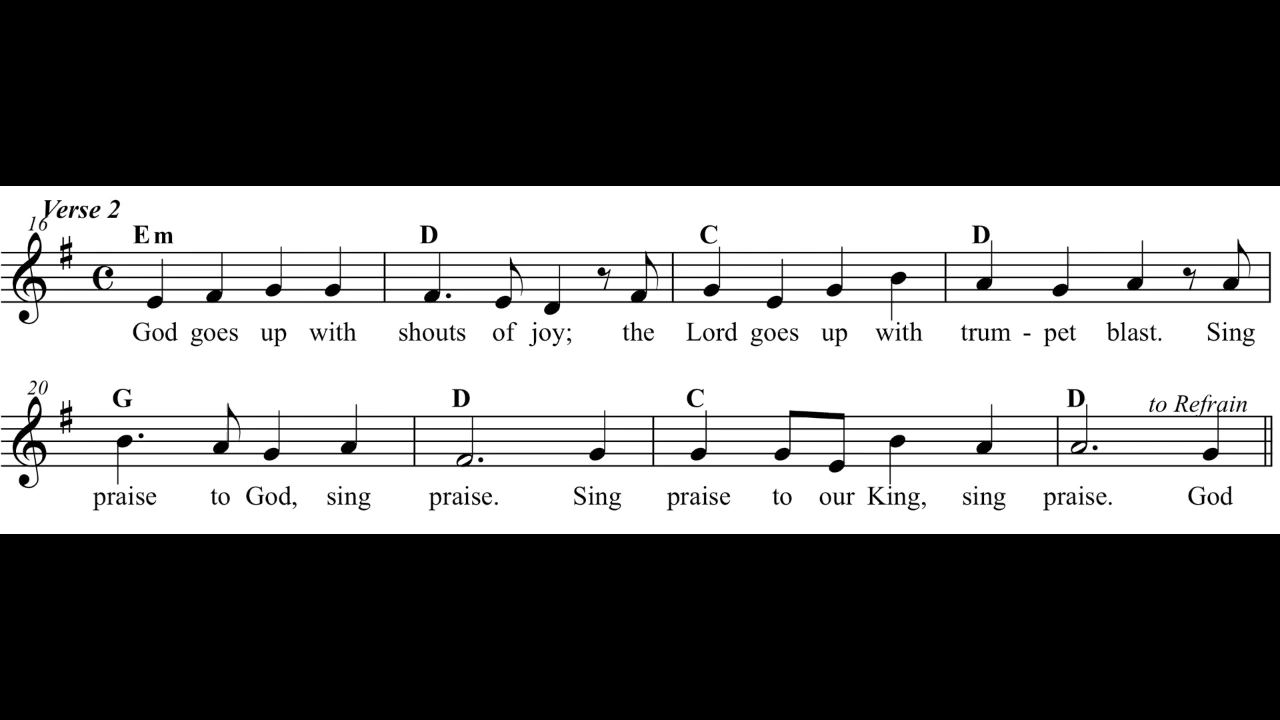 Verse 2
16
Em D C D
God goes up with shouts of joy; the Lord goes up with trum - pet blast. Sing
20
G D C D to Refrain
praise to God, sing praise. Sing praise to our King, sing praise. God